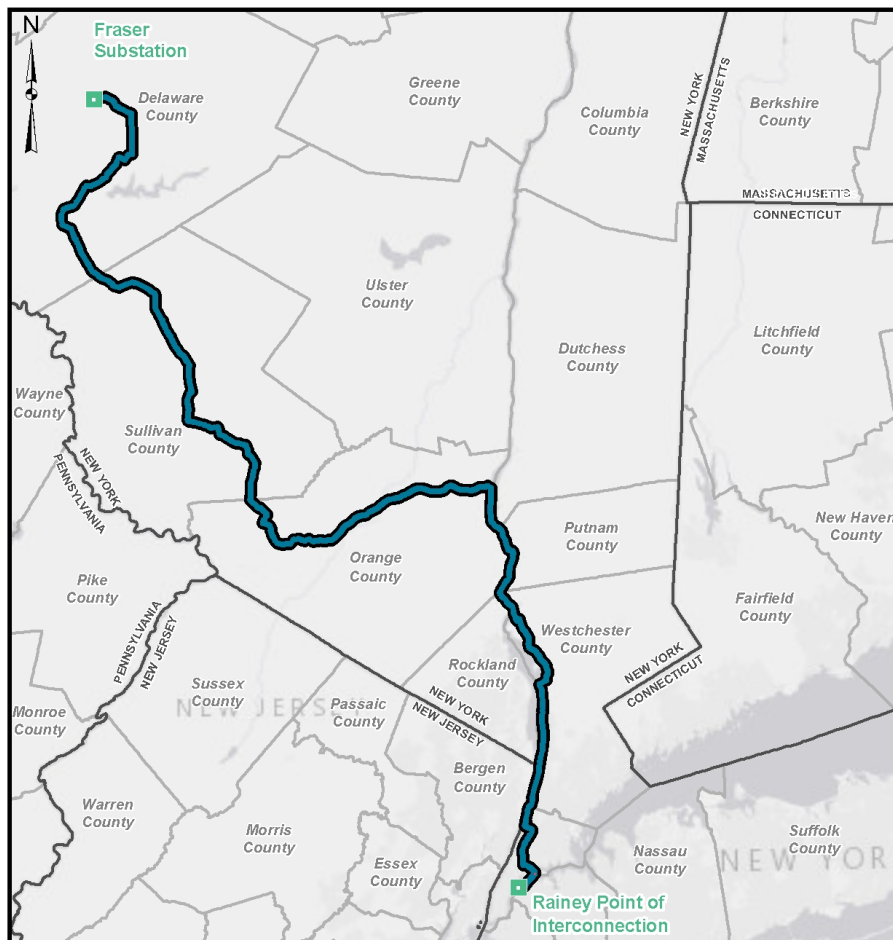 N
Fraser
Substation
Delaware
County
Greene
County
Columbia
County
NEW YORK
MASSACHUSETTS
Berkshire
County
MASSACHUSETTS
CONNECTICUT
Ulster
County
Dutchess
County
Litchfield
County
Wayne
County
Sullivan
County
NEW YORK
PENNSYLVANIA
Putnam
County
New Haven
County
Orange
County
Pike
County
Fairfield
County
Westchester
County
PENNSYLVANIA
NEW JERSEY
Rockland
County
NEW YORK
CONNECTICUT
Sussex
County
NEW JERSEY
Passaic
County
NEW YORK
NEW JERSEY
Monroe
County
Bergen
County
Warren
County
Morris
County
Essex
County
Nassau
County
Suffolk
County
NEW YOR
Rainey Point of
Interconnection